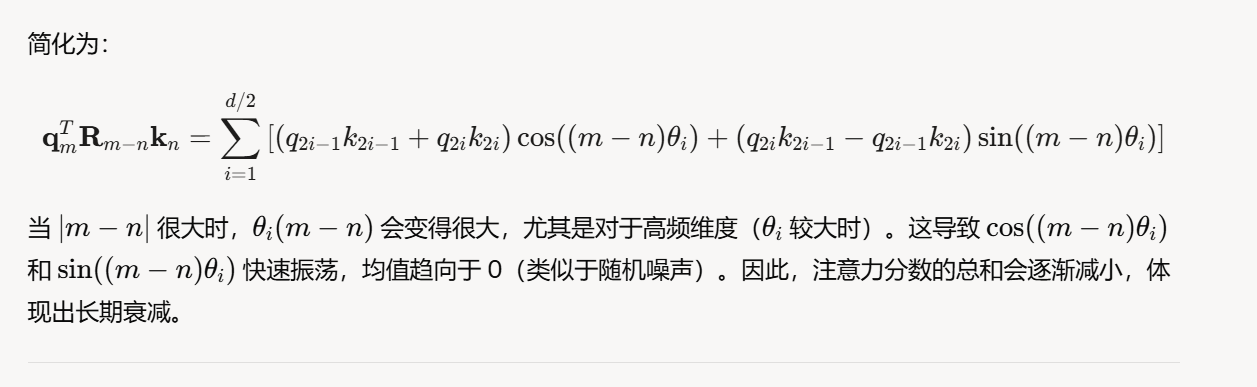 简化为：
$$\mathbf{q}_m^T \mathbf{R}_{m-n} \mathbf{k}_n = \sum_{i=1}^{d/2} [(q_{2i-1}k_{2i-1} + q_{2i}k_{2i}) \cos((m-n)\theta_i) + (q_{2i}k_{2i-1} - q_{2i-1}k_{2i}) \sin((m-n)\theta_i)]$$
当 $|m-n|$ 很大时，$\theta_i(m-n)$ 会变得很大，尤其是对于高频维度（$\theta_i$ 较大时）。这导致 $\cos((m-n)\theta_i)$
和 $\sin((m-n)\theta_i)$ 快速振荡，均值趋向于 0（类似于随机噪声）。因此，注意力分数的总和会逐渐减小，体
现出长期衰减。